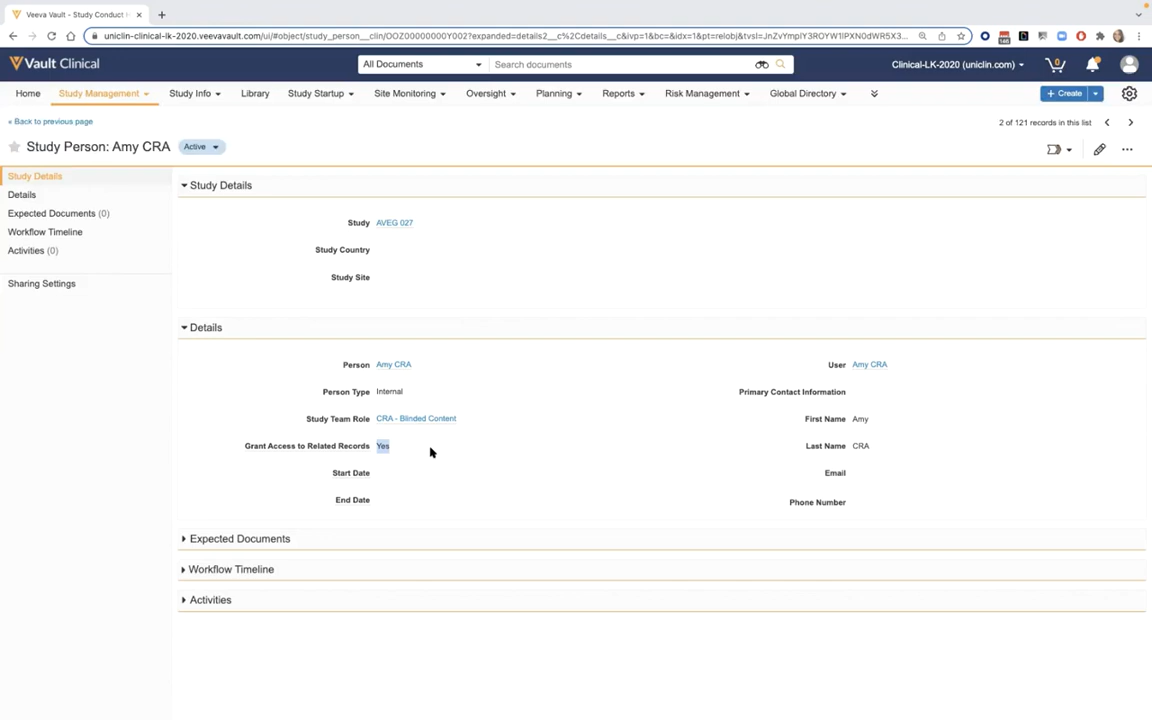 Veeva Vault - Study Conduct
uniclin-clinical-lk-2020.veevavault.com/ui/#object/study_person__clin/OOZ00000000Y002?expanded=details2__c%2Cdetails__c&ivp=1&bc=&idx=1&pt=relobj&tvsl=JnZvYmplY3ROYW1lPXN0dWR5X3...
Vault Clinical
All Documents
Search documents
Clinical-LK-2020 (uniclin.com)
0
Home
Study Management
Study Info
Library
Study Startup
Site Monitoring
Oversight
Planning
Reports
Risk Management
Global Directory
+ Create
« Back to previous page
2 of 121 records in this list
Study Person: Amy CRA
Active
Study Details
Details
Expected Documents (0)
Workflow Timeline
Activities (0)
Sharing Settings
Study Details
Study AVEG 027
Study Country
Study Site
Details
Person Amy CRA
User Amy CRA
Person Type Internal
Primary Contact Information
Study Team Role CRA - Blinded Content
First Name Amy
Grant Access to Related Records Yes
Last Name CRA
Start Date
Email
End Date
Phone Number
Expected Documents
Workflow Timeline
Activities